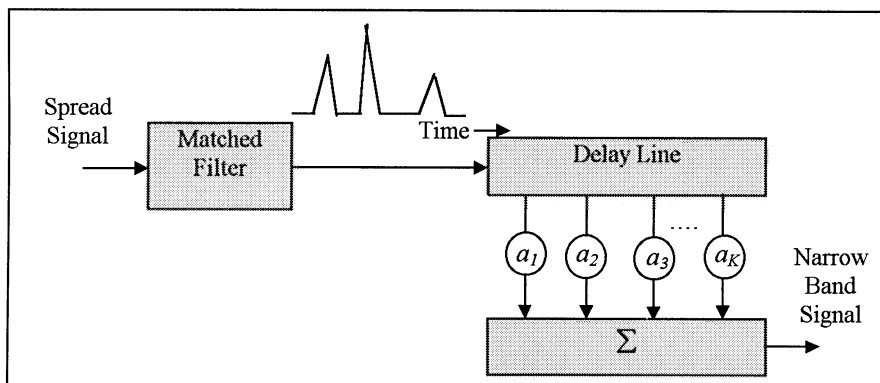 Spread
Signal
Matched
Filter
Time
Delay Line
a1 a2 a3 .... aK
Narrow
Band
Signal
Σ